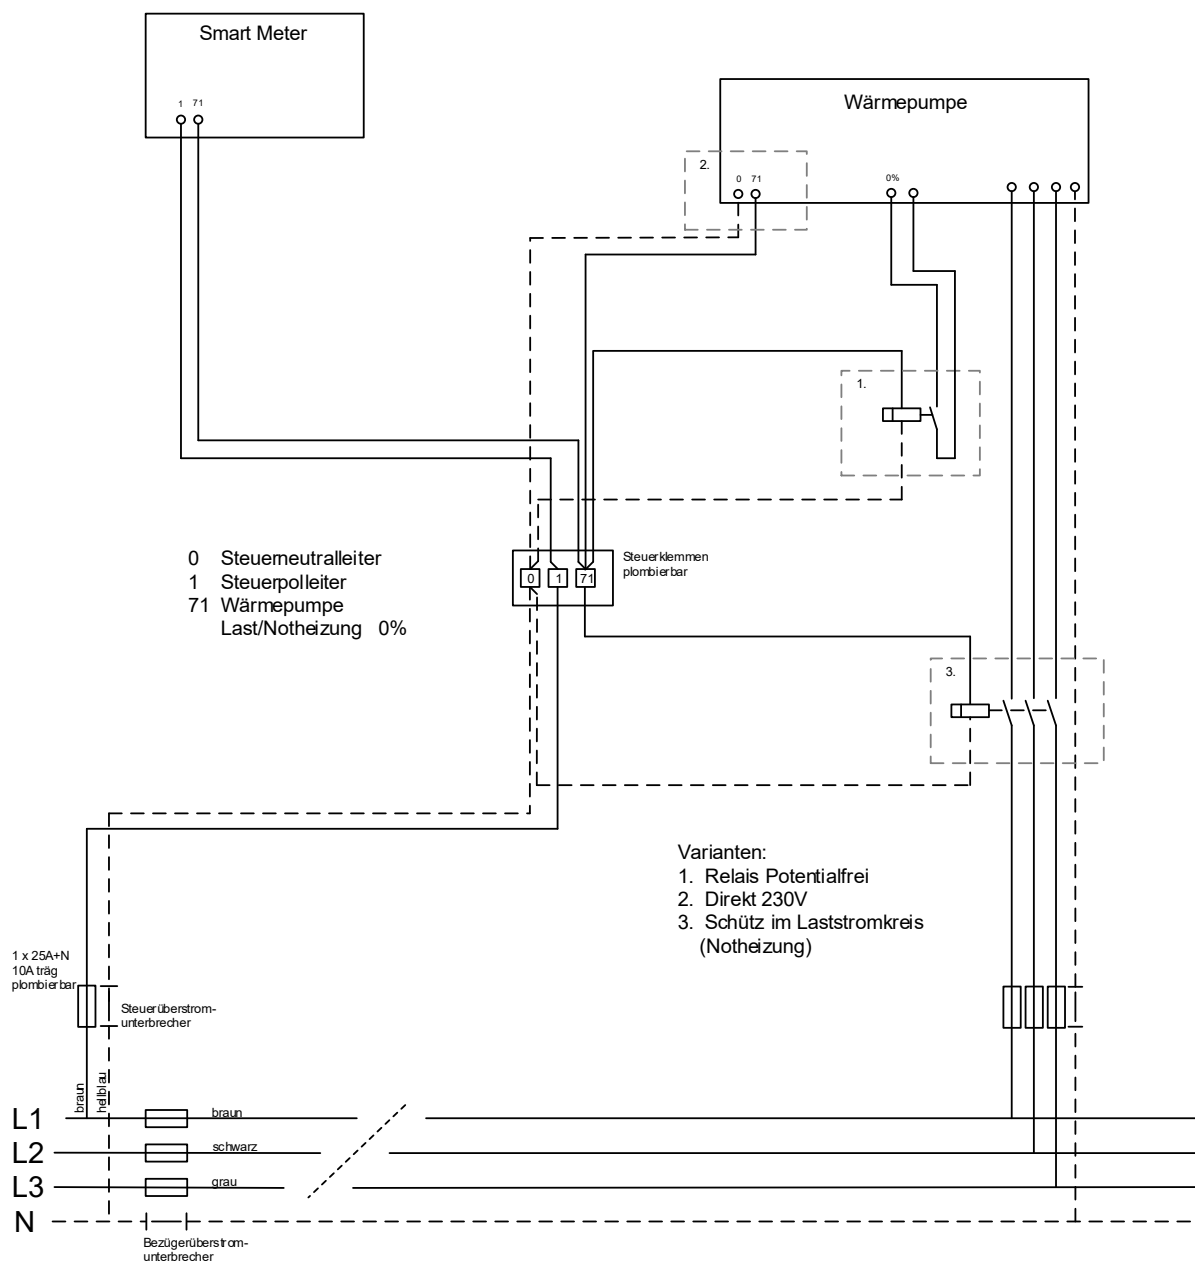 Smart Meter
1 71
Wärmepumpe
2.
0 71
0%
1.
0 Steuerneutralleiter
1 Steuerpolleiter
71 Wärmepumpe
Last/Notheizung 0%
Steuerklemmen
plombierbar
0 1 71
3.
Varianten:
1. Relais Potentialfrei
2. Direkt 230V
3. Schütz im Laststromkreis
(Notheizung)
1 x 25A+N
10A träg
plombierbar
Steuerüberstrom-
unterbrecher
braun
hellblau
L1 braun
L2 schwarz
L3 grau
N
Bezügerüberstrom-
unterbrecher